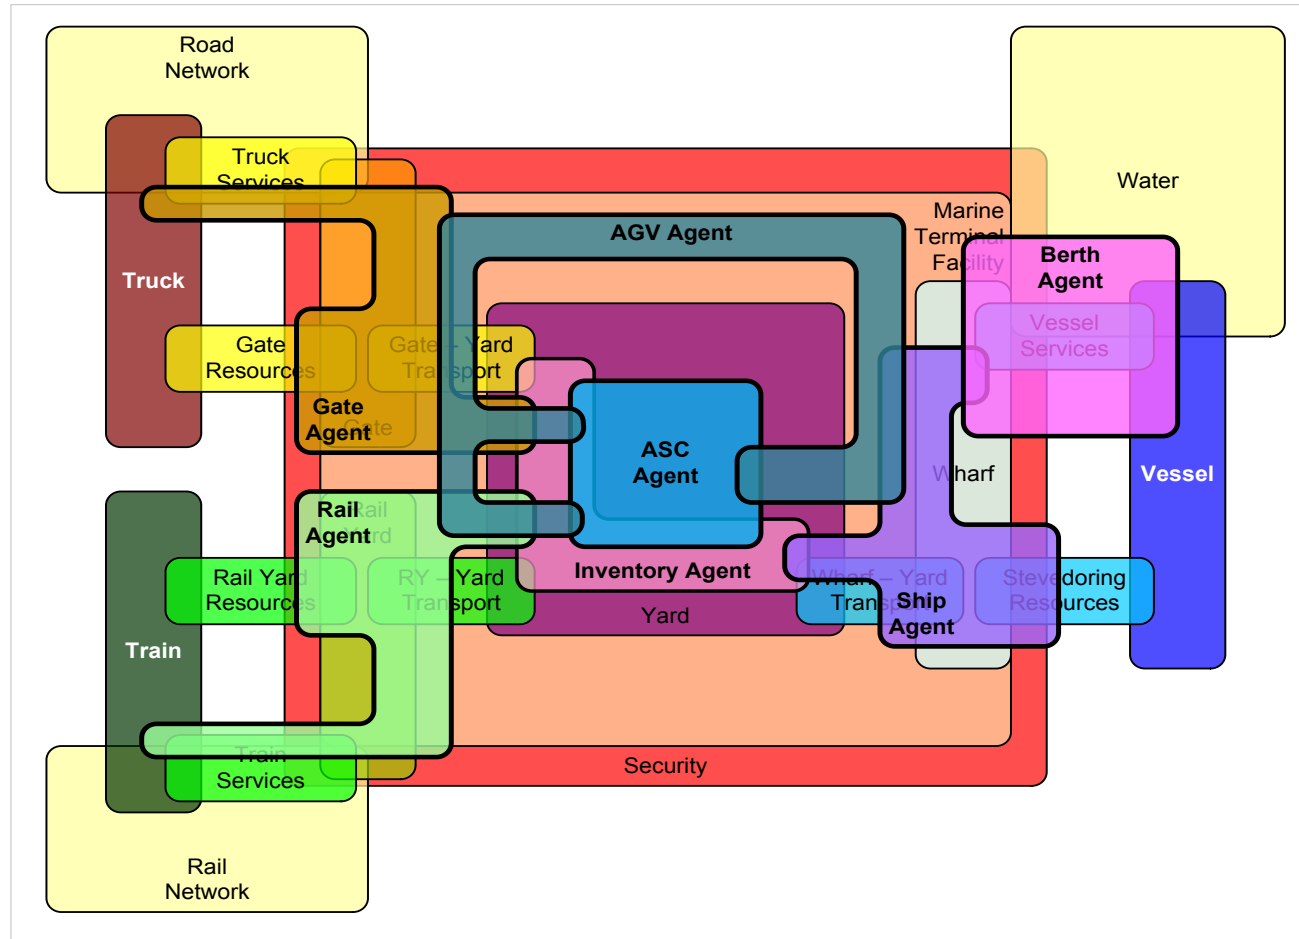 Road
Network
Truck
Services
Water
Marine
Terminal
Facility
AGV Agent
Berth
Agent
Truck
Vessel
Services
Gate
Resources
Gate – Yard
Transport
Gate
Agent
Gate
ASC
Agent
Wharf
Vessel
Rail
Agent
Rail
Yard
Rail Yard
Resources
RY – Yard
Transport
Inventory Agent
Yard
Wharf – Yard
Transport
Ship
Agent
Stevedoring
Resources
Train
Train
Services
Security
Rail
Network